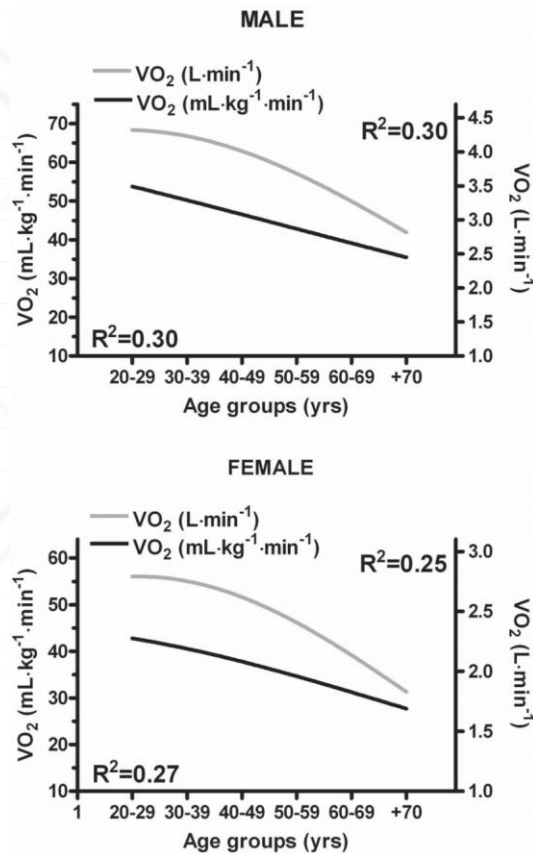 MALE
VO₂ (L·min⁻¹)
VO₂ (mL·kg⁻¹·min⁻¹)
R²=0.30
R²=0.30
VO₂ (mL·kg⁻¹·min⁻¹)
70
60
50
40
30
20
10
VO₂ (L·min⁻¹)
4.5
4.0
3.5
3.0
2.5
2.0
1.5
1.0
20-29 30-39 40-49 50-59 60-69 +70
Age groups (yrs)
FEMALE
VO₂ (L·min⁻¹)
VO₂ (mL·kg⁻¹·min⁻¹)
R²=0.25
R²=0.27
VO₂ (mL·kg⁻¹·min⁻¹)
60
50
40
30
20
10
VO₂ (L·min⁻¹)
3.0
2.5
2.0
1.5
1.0
1 20-29 30-39 40-49 50-59 60-69 +70
Age groups (yrs)